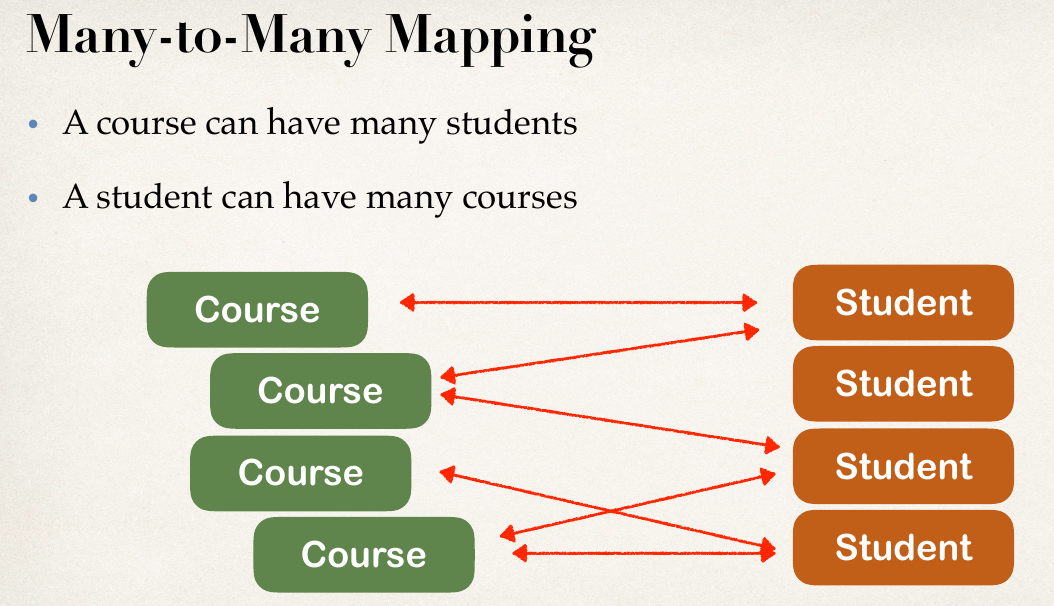 Many-to-Many Mapping
• A course can have many students
• A student can have many courses
Course
Student
Course
Student
Course
Student
Course
Student